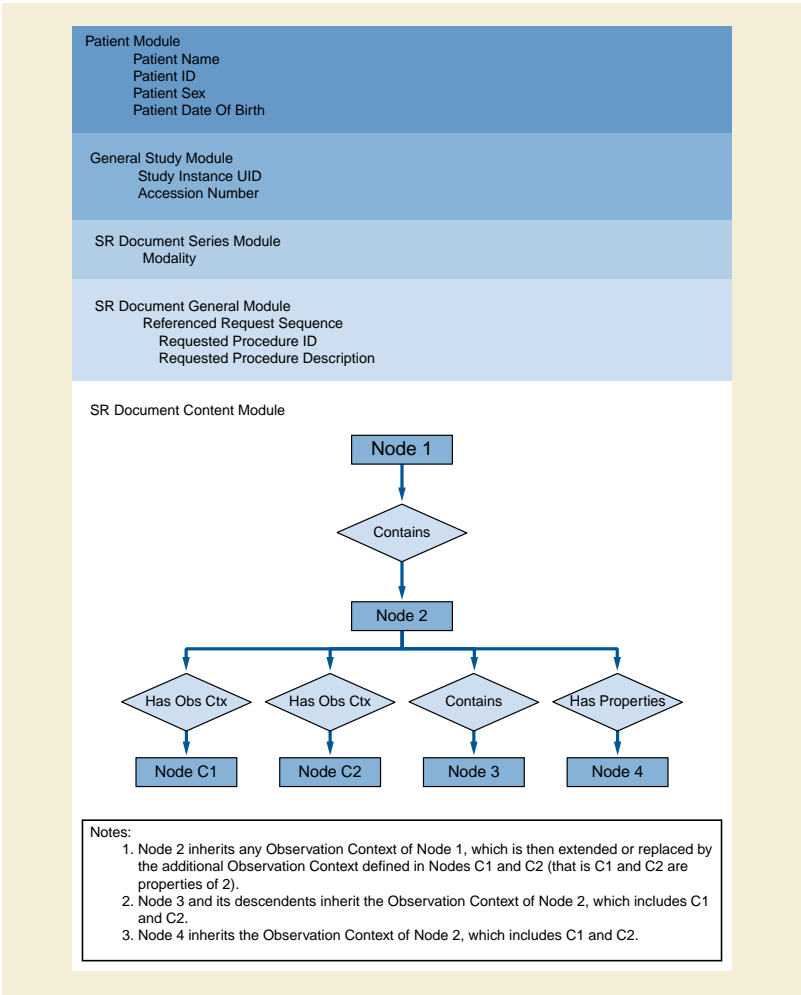 Patient Module
Patient Name
Patient ID
Patient Sex
Patient Date Of Birth
General Study Module
Study Instance UID
Accession Number
SR Document Series Module
Modality
SR Document General Module
Referenced Request Sequence
Requested Procedure ID
Requested Procedure Description
SR Document Content Module
Node 1
Contains
Node 2
Has Obs Ctx
Has Obs Ctx
Contains
Has Properties
Node C1
Node C2
Node 3
Node 4
Notes:
1. Node 2 inherits any Observation Context of Node 1, which is then extended or replaced by
the additional Observation Context defined in Nodes C1 and C2 (that is C1 and C2 are
properties of 2).
2. Node 3 and its descendents inherit the Observation Context of Node 2, which includes C1
and C2.
3. Node 4 inherits the Observation Context of Node 2, which includes C1 and C2.